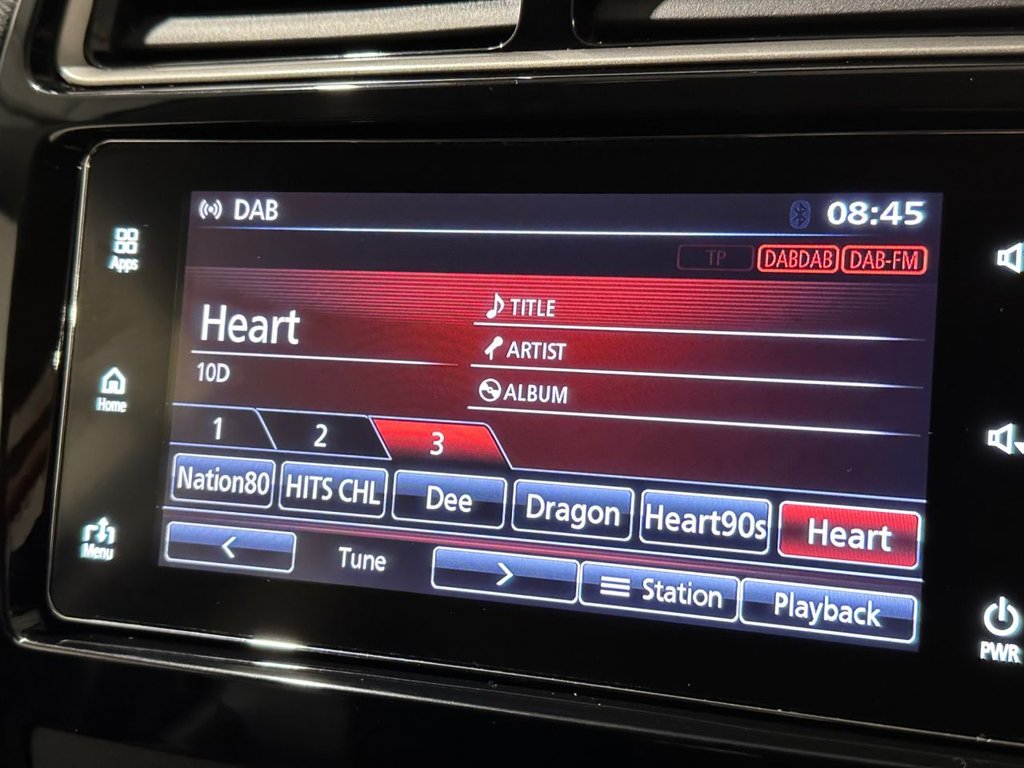 DAB
08:45
TP DABDAB DAB-FM
Apps
Heart
10D
TITLE
ARTIST
ALBUM
Home
1 2 3
Nation80 HITS CHL Dee Dragon Heart90s Heart
Menu
< Tune > Station Playback
PWR